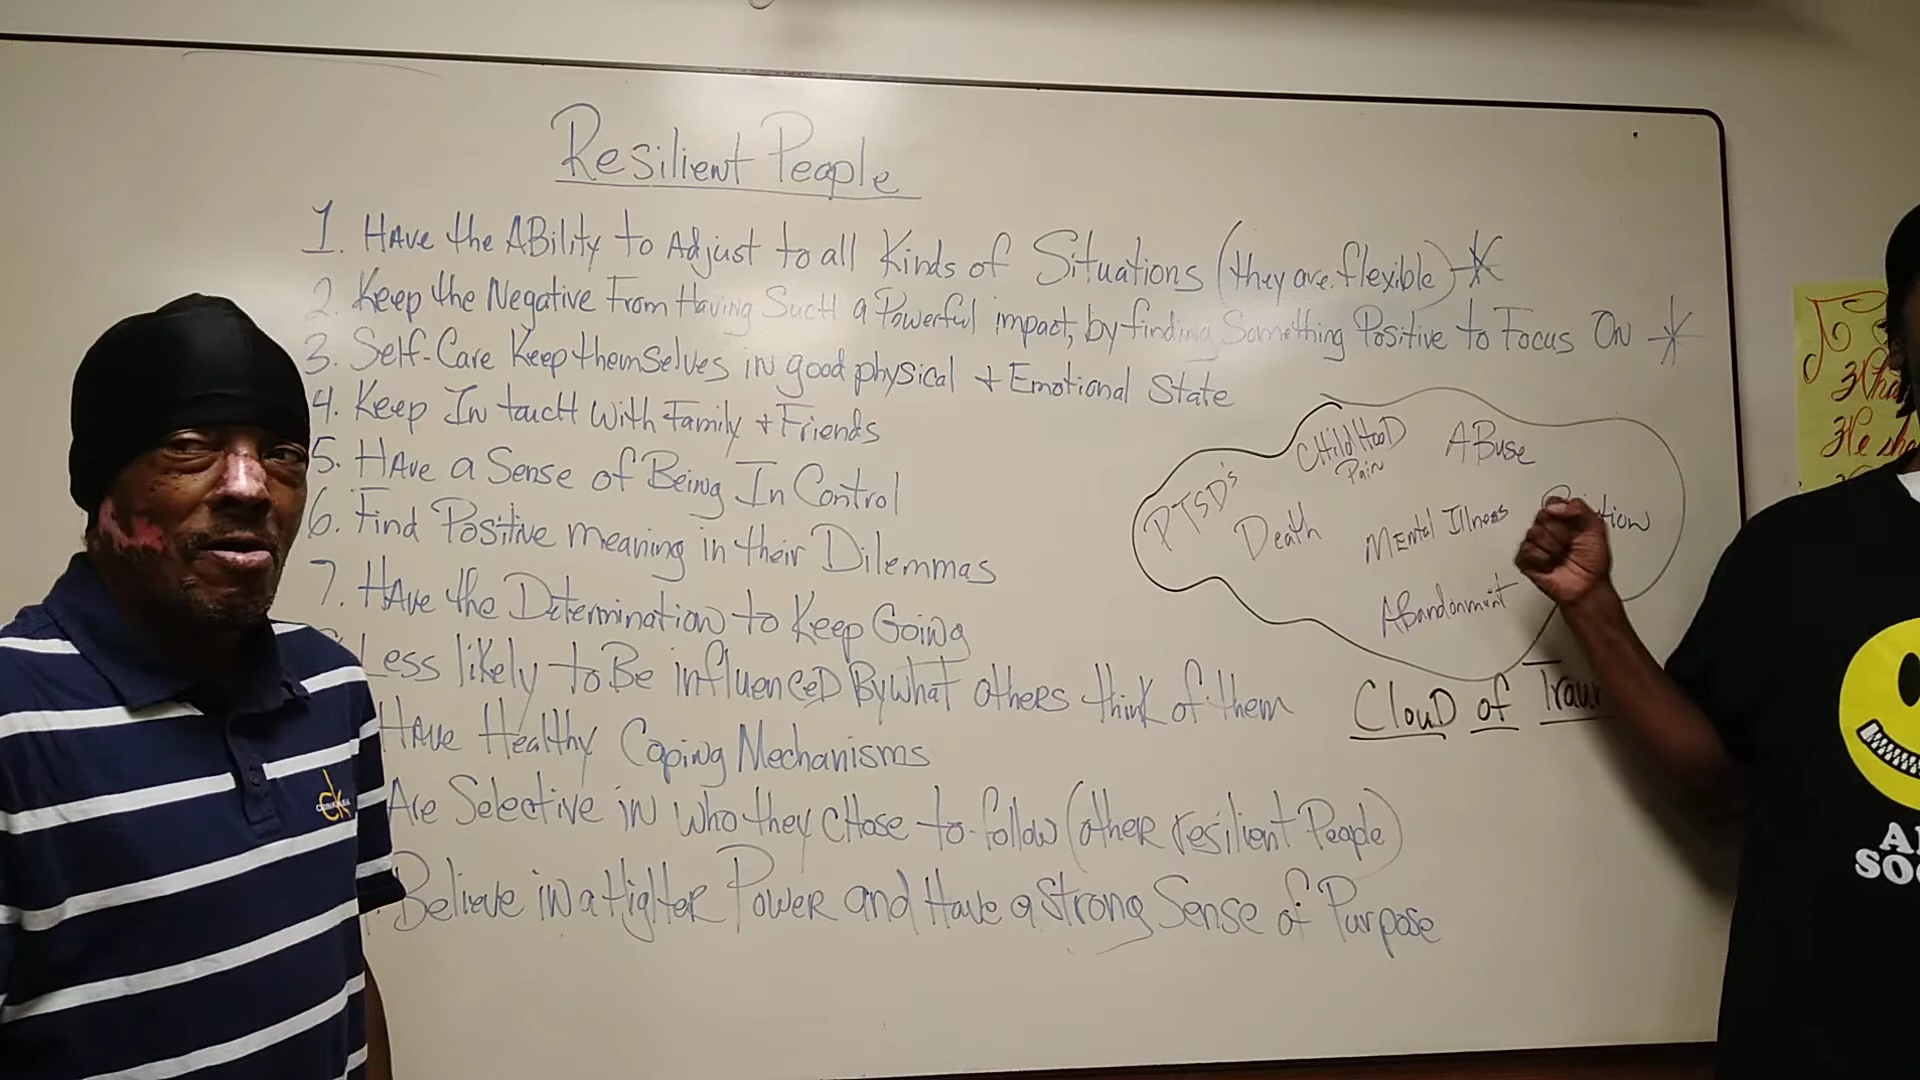 Resilient People
1. HAve the ABility to Adjust to all Kinds of Situations (they are flexible) *
2. Keep the Negative From Having SuctH a Powerful impact, by finding Something Positive to Focus ON *
3. Self-Care Keep themselves in good physical + Emotional State
4. Keep In toucH With Family + Friends
5. HAve a Sense of Being In Control
6. Find Positive meaning in their Dilemmas
7. HAve the Determination to Keep Going
Less likely to Be influenceD By what others think of them
HAve Healthy Coping Mechanisms
Are Selective in who they cHose to follow (other resilient People)
Believe in a HigHer Power and Have a strong Sense of Purpose
CHildHooD
Pain
ABuse
PTSD's
Death
Mental Illness
ABandonment
ClouD of
3He
ck